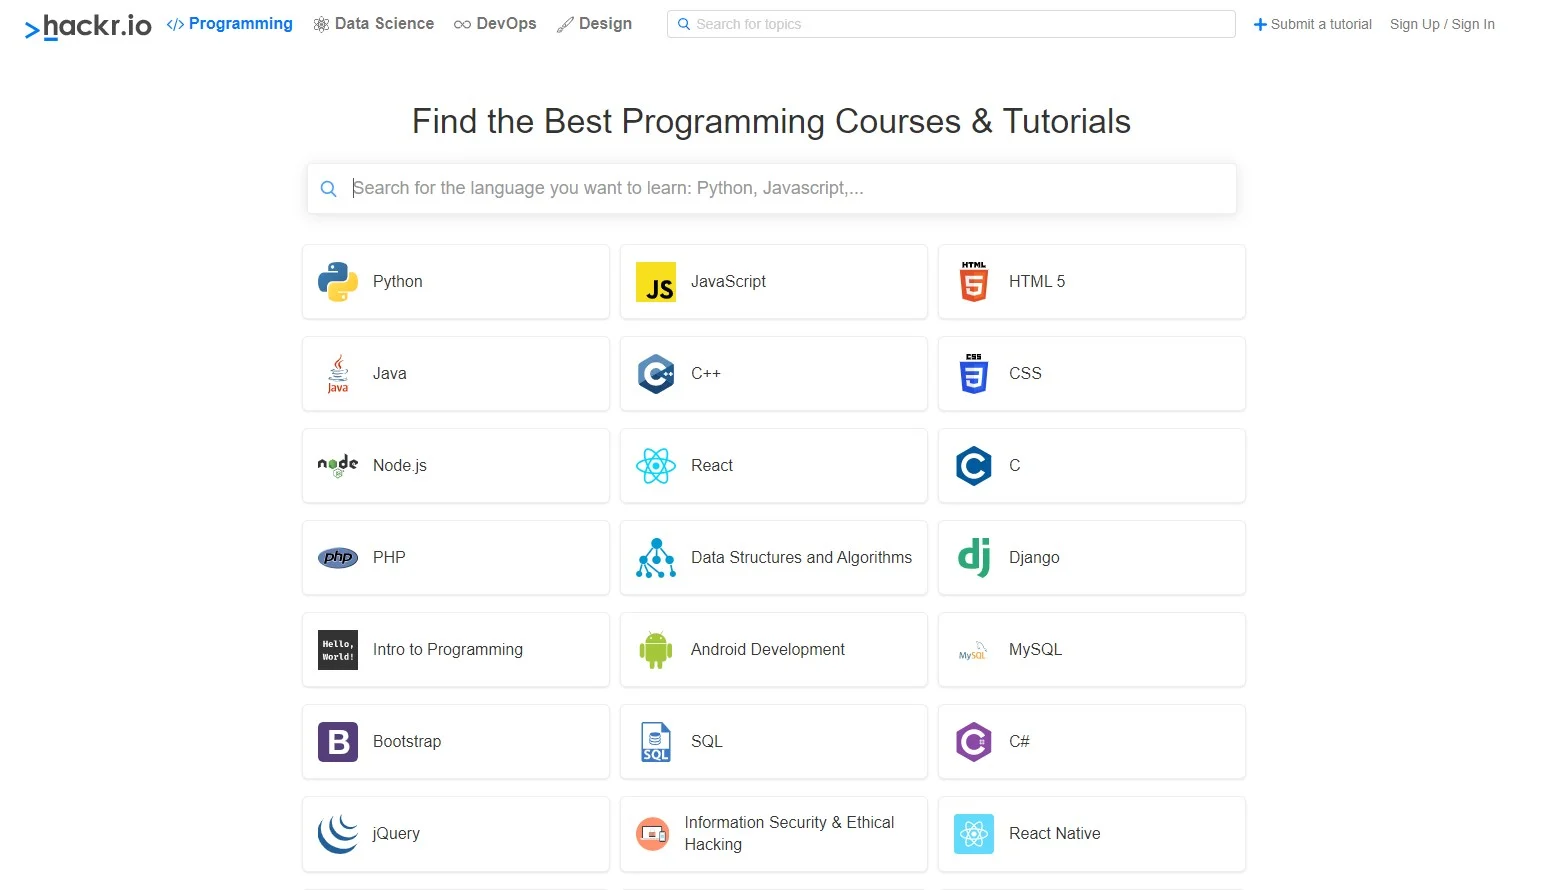 >hackr.io </> Programming Data Science DevOps Design Search for topics + Submit a tutorial Sign Up / Sign In
Find the Best Programming Courses & Tutorials
Search for the language you want to learn: Python, Javascript,...
Python
JS JavaScript
HTML 5 HTML 5
Java Java
C++ C++
CSS 3 CSS
node JS Node.js
React
C C
php PHP
Data Structures and Algorithms
dj Django
Hello,
World!
Intro to Programming
Android Development
MySQL MySQL
B Bootstrap
SQL SQL
C# C#
jQuery
Information Security & Ethical
Hacking
React Native